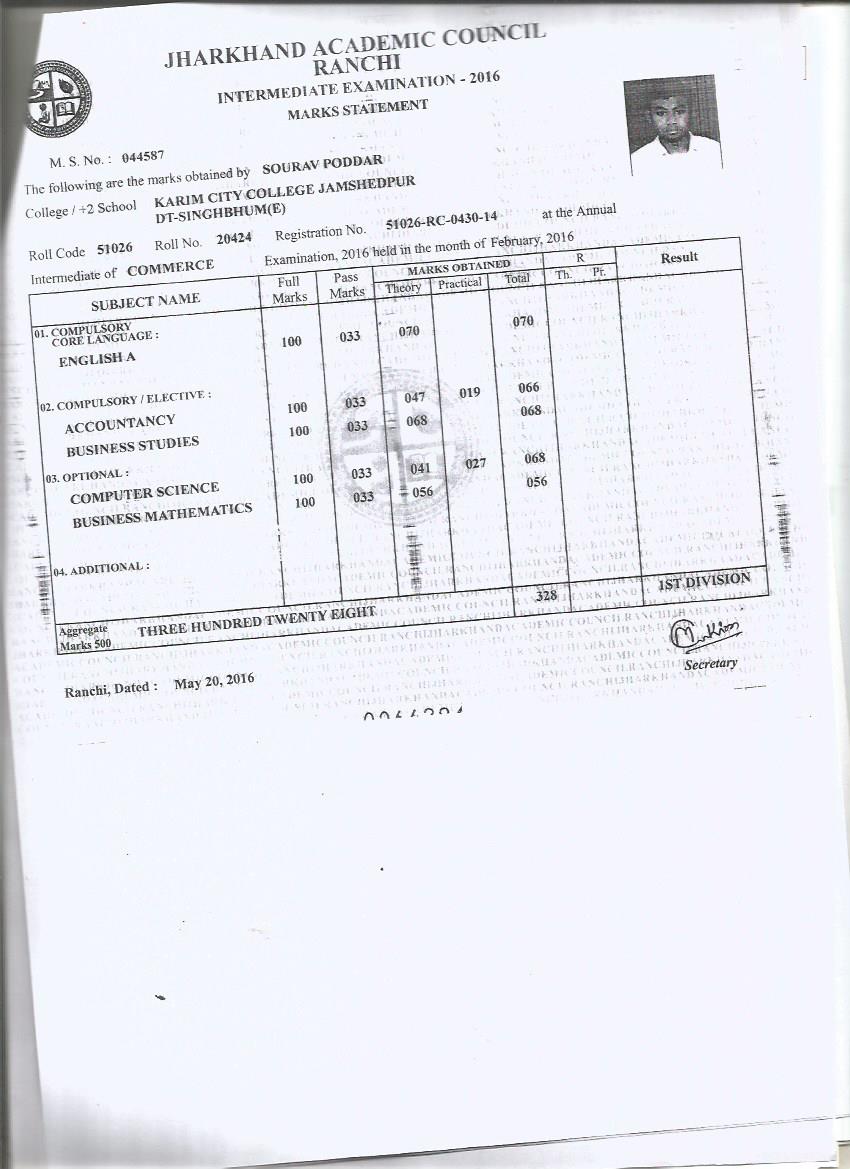 JHARKHAND ACADEMIC COUNCIL
RANCHI
INTERMEDIATE EXAMINATION - 2016
MARKS STATEMENT
M. S. No. : 044587
The following are the marks obtained by SOURAV PODDAR
College / +2 School KARIM CITY COLLEGE JAMSHEDPUR
DT-SINGHBHUM(E)
Roll Code 51026 Roll No. 20424 Registration No. 51026-RC-0430-14 at the Annual
Intermediate of COMMERCE Examination, 2016 held in the month of February, 2016
SUBJECT NAME Full Marks Pass Marks MARKS OBTAINED R Result
Theory Practical Total Th. Pr.
01. COMPULSORY
CORE LANGUAGE :
ENGLISH A 100 033 070 070
02. COMPULSORY / ELECTIVE :
ACCOUNTANCY 100 033 047 019 066
BUSINESS STUDIES 100 033 068 068
03. OPTIONAL :
COMPUTER SCIENCE 100 033 041 027 068
BUSINESS MATHEMATICS 100 033 056 056
04. ADDITIONAL :
Aggregate Marks 500 THREE HUNDRED TWENTY EIGHT 328 1ST DIVISION
Ranchi, Dated : May 20, 2016
Secretary